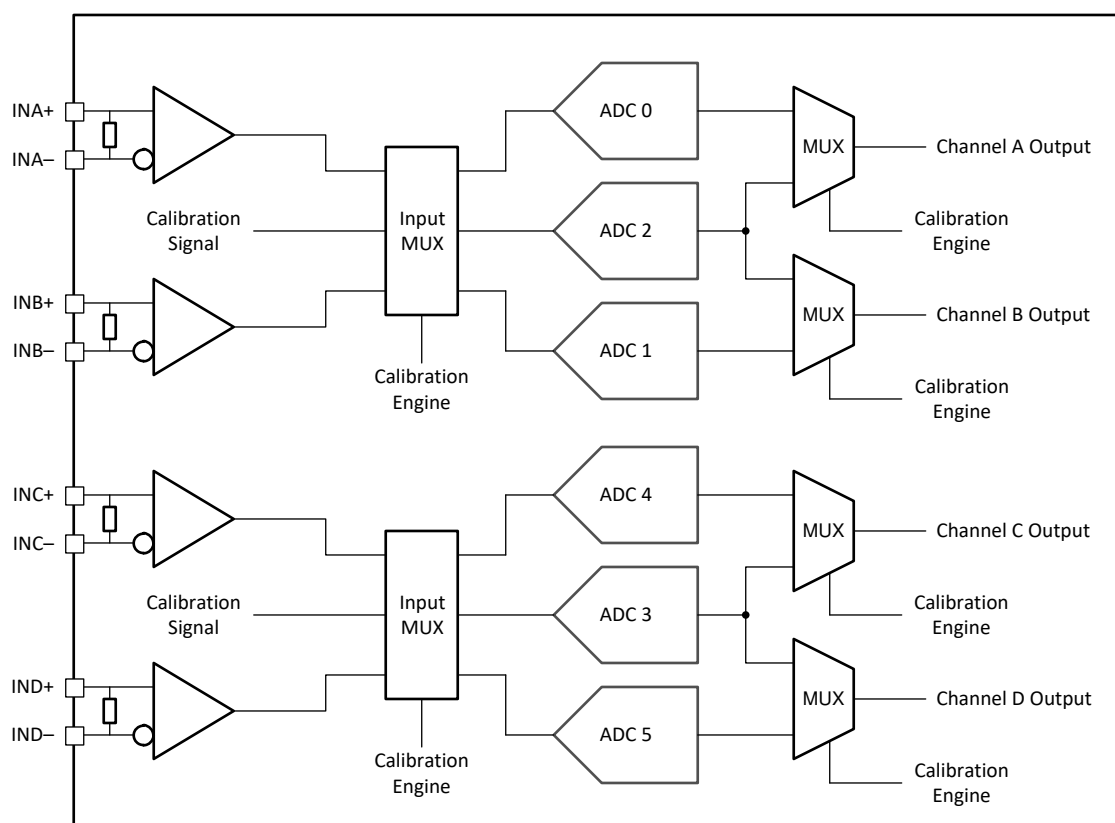 INA+
INA–
Calibration
Signal
INB+
INB–
Input
MUX
Calibration
Engine
ADC 0
ADC 2
ADC 1
MUX
Channel A Output
Calibration
Engine
MUX
Channel B Output
Calibration
Engine
INC+
INC–
Calibration
Signal
IND+
IND–
Input
MUX
Calibration
Engine
ADC 4
ADC 3
ADC 5
MUX
Channel C Output
Calibration
Engine
MUX
Channel D Output
Calibration
Engine